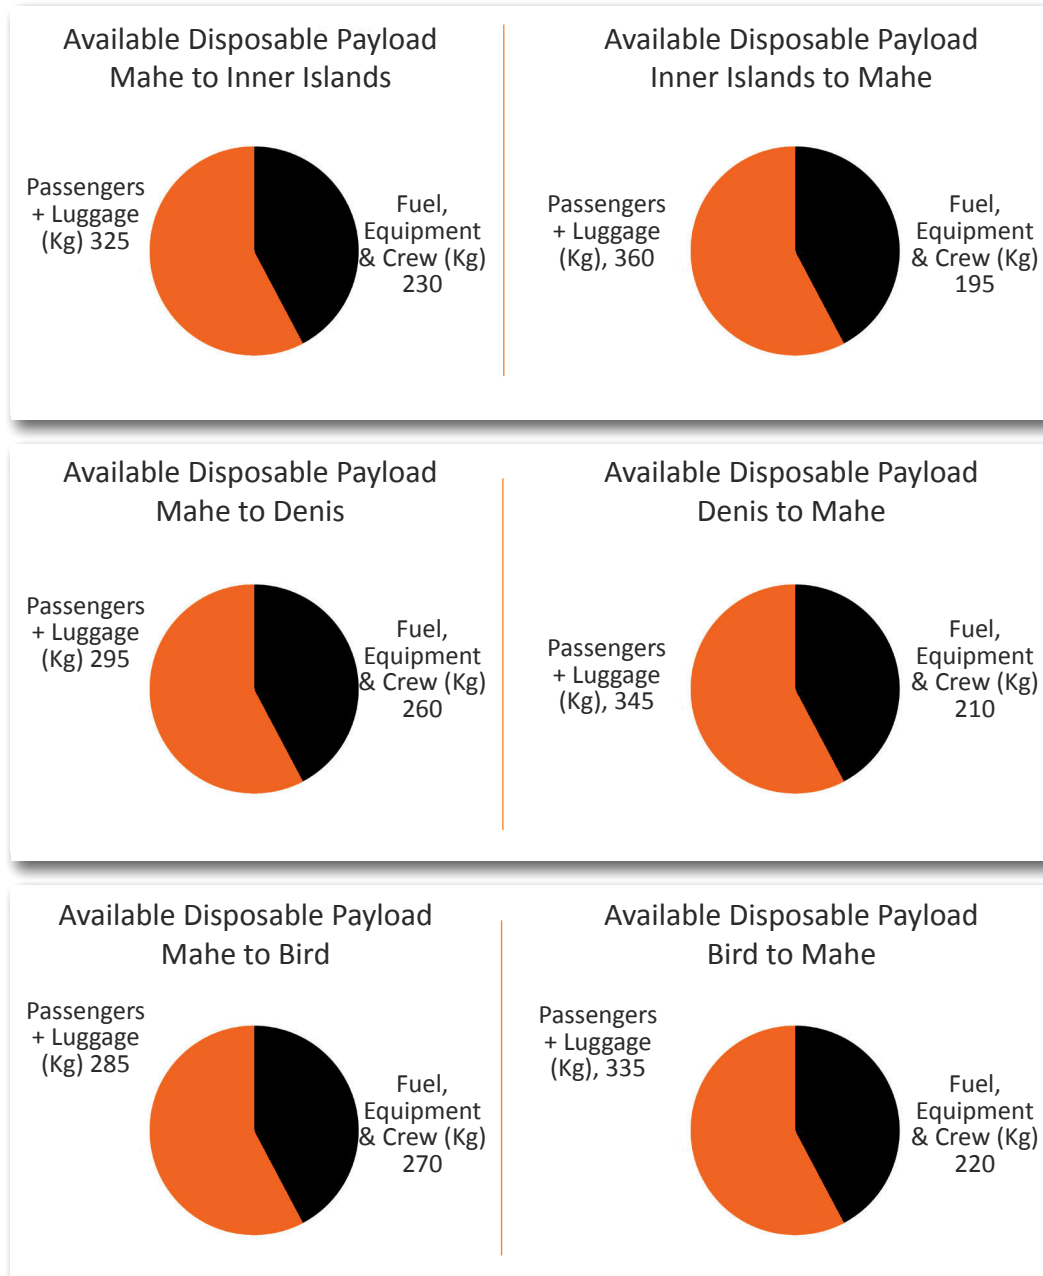 Available Disposable Payload
Mahe to Inner Islands
Passengers
+ Luggage
(Kg) 325
Fuel,
Equipment
& Crew (Kg)
230
Available Disposable Payload
Inner Islands to Mahe
Passengers
+ Luggage
(Kg), 360
Fuel,
Equipment
& Crew (Kg)
195
Available Disposable Payload
Mahe to Denis
Passengers
+ Luggage
(Kg) 295
Fuel,
Equipment
& Crew (Kg)
260
Available Disposable Payload
Denis to Mahe
Passengers
+ Luggage
(Kg), 345
Fuel,
Equipment
& Crew (Kg)
210
Available Disposable Payload
Mahe to Bird
Passengers
+ Luggage
(Kg) 285
Fuel,
Equipment
& Crew (Kg)
270
Available Disposable Payload
Bird to Mahe
Passengers
+ Luggage
(Kg), 335
Fuel,
Equipment
& Crew (Kg)
220